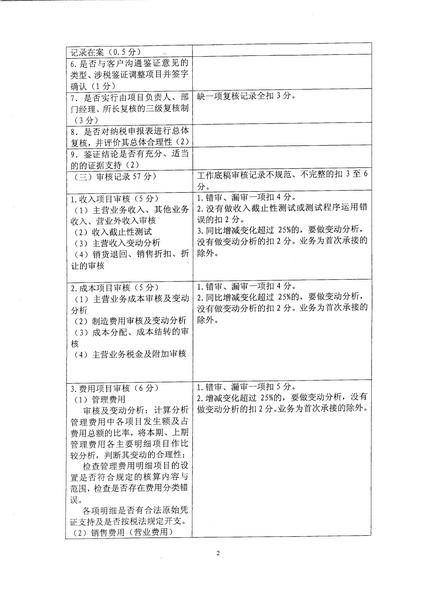 记录在案（0.5 分）
6.是否与客户沟通鉴证意见的
类型、涉税鉴证调整项目并签字
确认（1 分）
7．是否实行由项目负责人、部
门经理、所长复核的三级复核制
（3 分）
缺一项复核记录全扣 3 分。
8．是否对纳税申报表进行总体
复核，并评价其总体合理性（2）
9．鉴证结论是否有充分、适当
的的证据支持（2）
（三）审核记录 57 分）
工作底稿审核记录不规范、不完整的扣 3 至 6
分。
1.收入项目审核（5 分）
（1）主营业务收入、其他业务
收入、营业外收入审核
（2）收入截止性测试
（3）主营收入变动分析
（4）销货退回、销售折扣、折
让的审核
1.错审、漏审一项扣 4 分。
2.没有做收入截止性测试或测试程序运用错
误的扣 2 分。
3.同比增减变化超过 25%的，要做变动分析，
没有做变动分析的扣 2 分。业务为首次承接的
除外。
2.成本项目审核（5 分）
（1）主营业务成本审核及变动
分析
（2）制造费用审核及变动分析
（3）成本分配、成本结转的审
核
（4）主营业务税金及附加审核
1.错审、漏审一项扣 4 分。
2.同比增减变化超过 25%的，要做变动分析，
没有做变动分析的扣 2 分。业务为首次承接的
除外。
3.费用项目审核（6 分）
（1）管理费用
审核及变动分析：计算分析
管理费用中各项目发生额及占
费用总额的比率，将本期、上期
管理费用各主要明细项目作比
较分析，判断其变动的合理性；
检查管理费用明细项目的设
置是否符合规定的核算内容与
范围，检查是否存在费用分类错
误。
各项明细是否有合法原始凭
证支持及是否按税法规定开支。
（2）销售费用（营业费用）
1.错审、漏审一项扣 5 分。
2.增减变化超过 25%的，要做变动分析，没有
做变动分析的扣 2 分。业务为首次承接的除外。
2